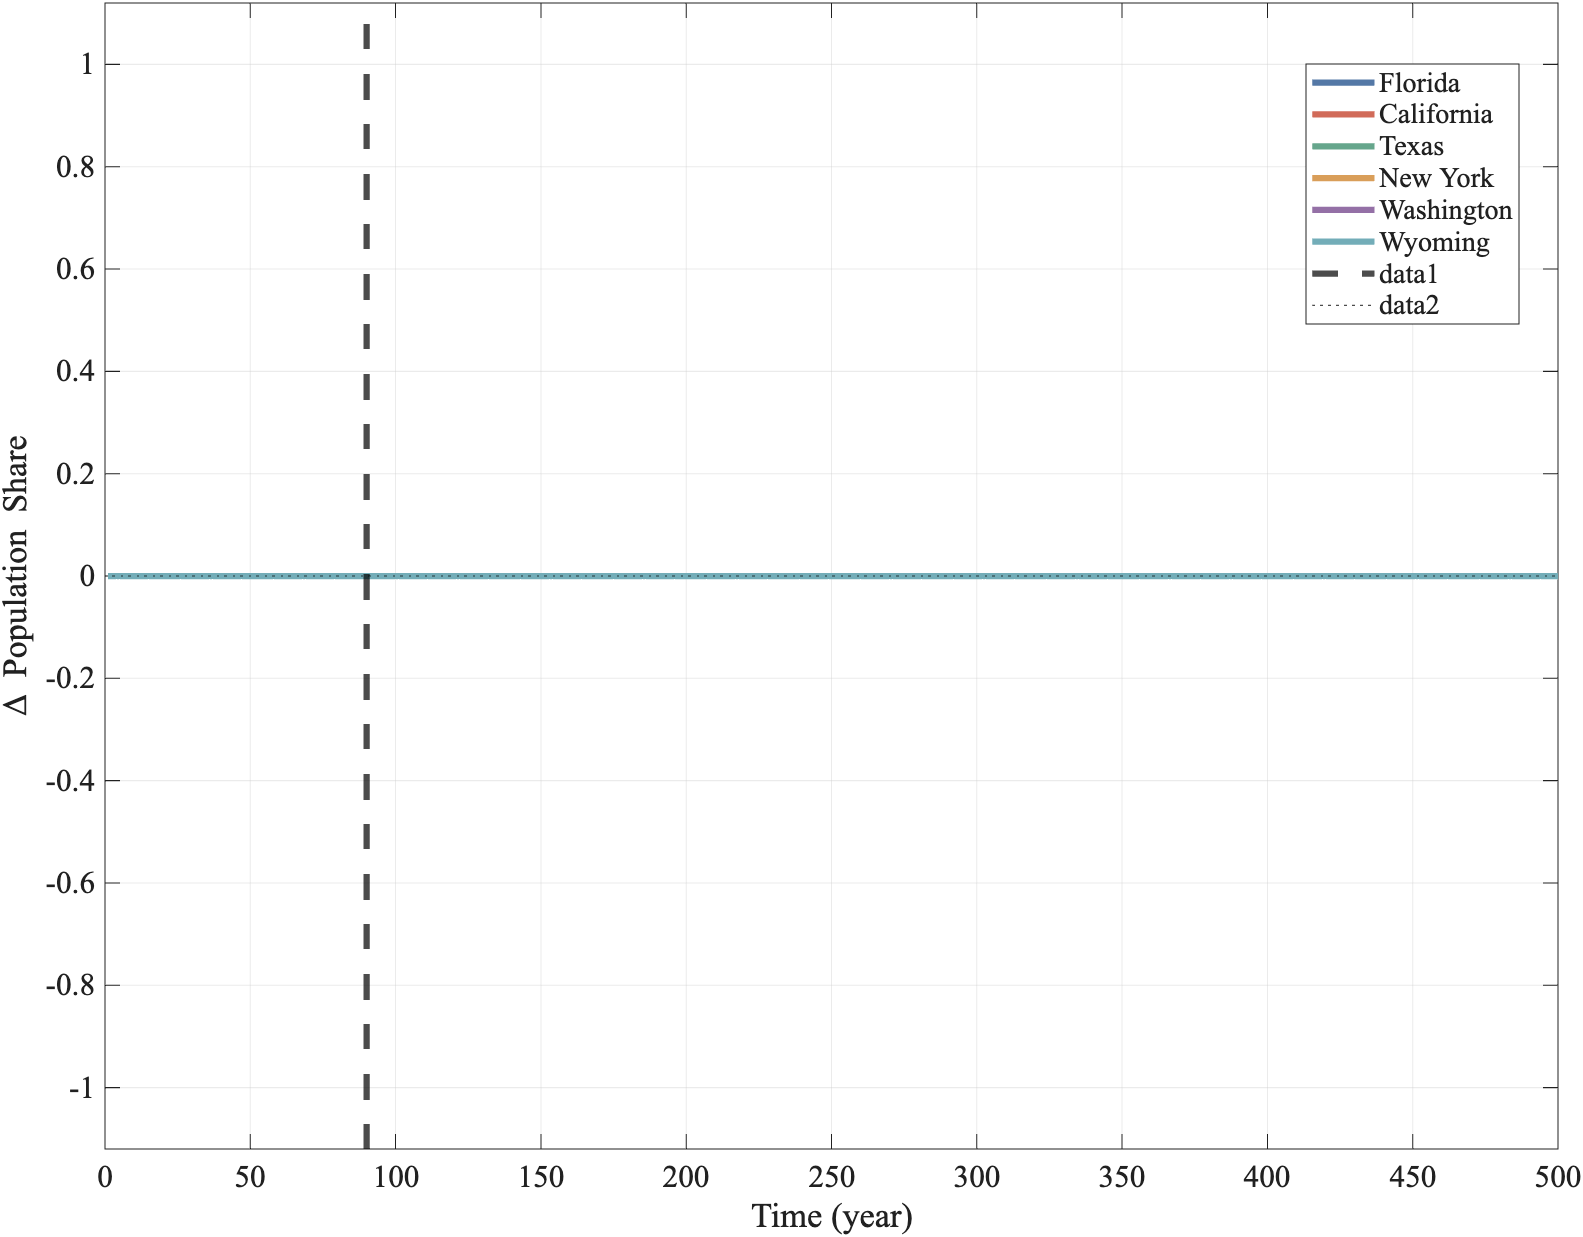 1
0.8
0.6
0.4
0.2
0
-0.2
-0.4
-0.6
-0.8
-1
Δ Population Share
0 50 100 150 200 250 300 350 400 450 500
Time (year)
Florida
California
Texas
New York
Washington
Wyoming
data1
data2